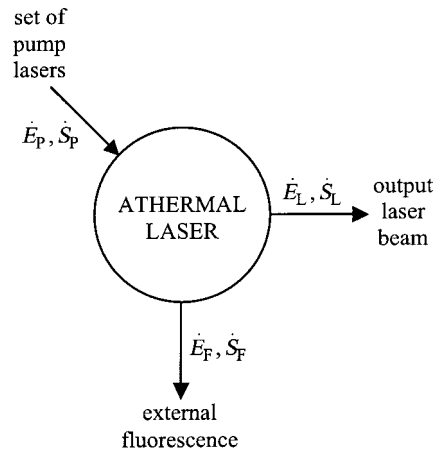 set of
pump
lasers
Ė_P, Ṡ_P
ATHERMAL
LASER
Ė_L, Ṡ_L
output
laser
beam
Ė_F, Ṡ_F
external
fluorescence